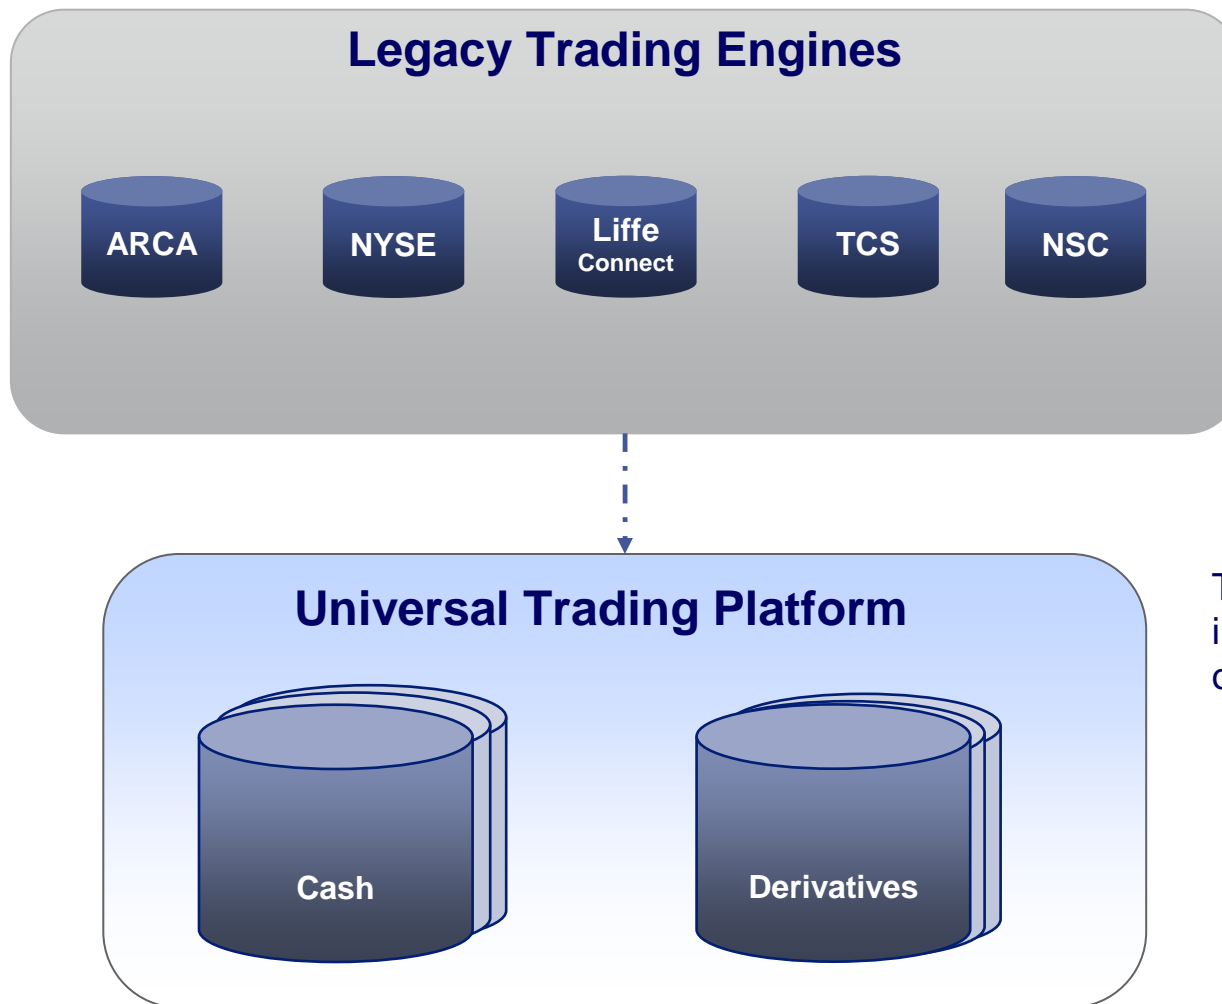 Legacy Trading Engines
ARCA
NYSE
Liffe
Connect
TCS
NSC
Universal Trading Platform
Cash
Derivatives